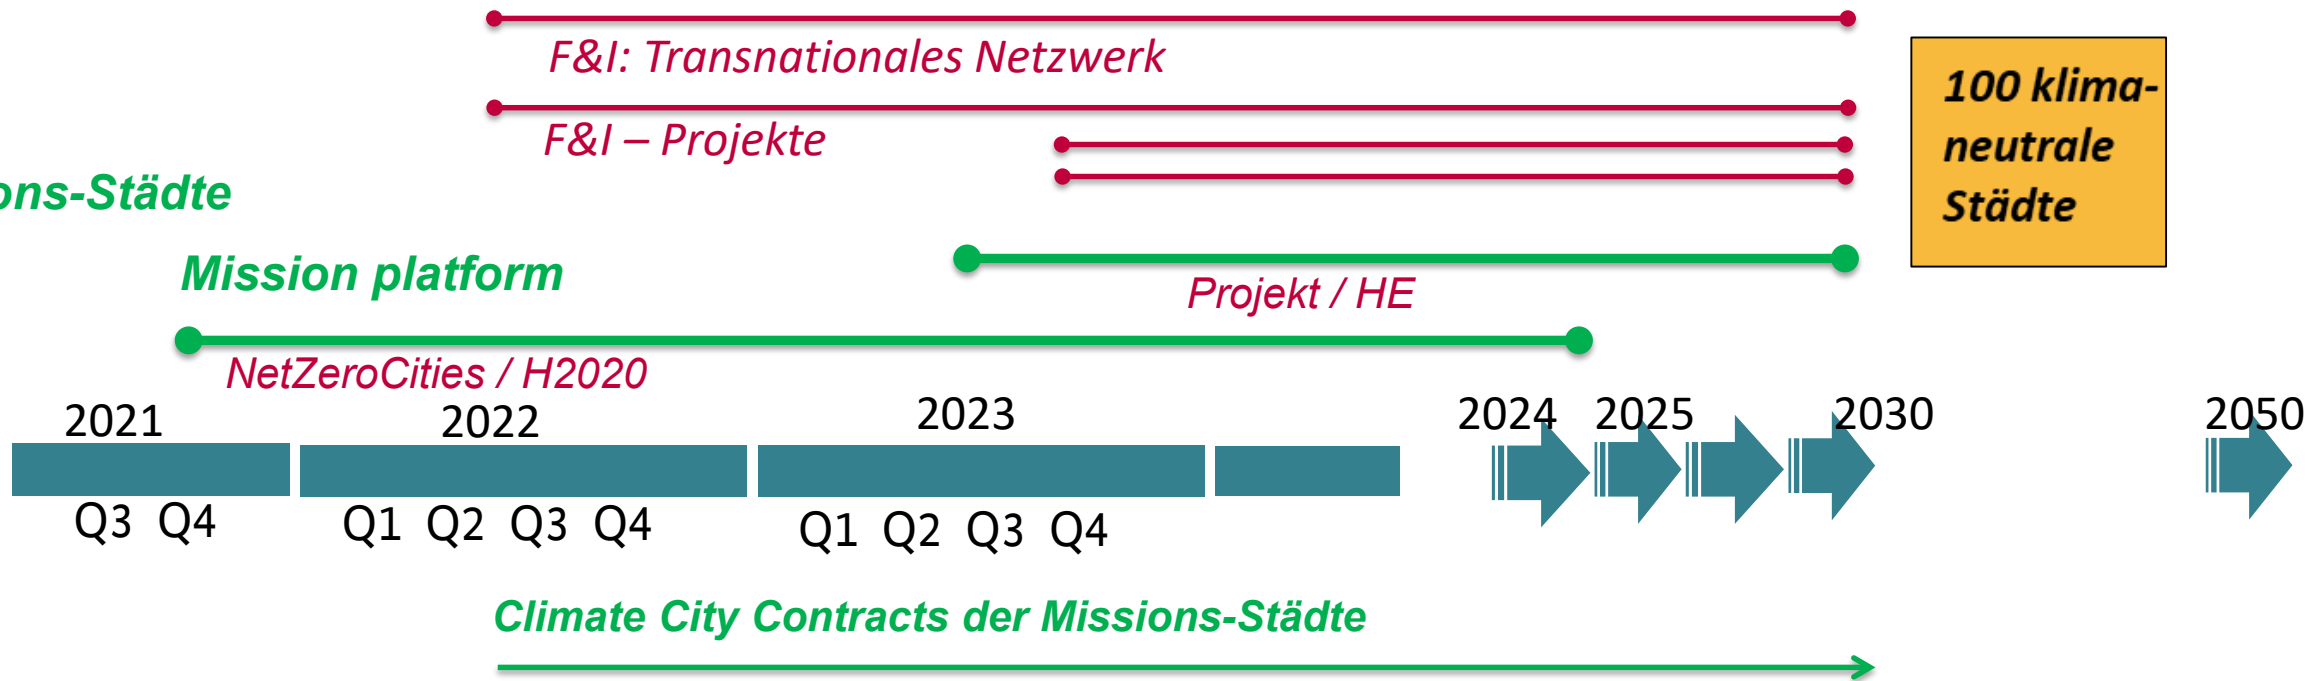 F&I: Transnationales Netzwerk
100 klima-
neutrale
Städte
F&I – Projekte
ons-Städte
Mission platform
Projekt / HE
NetZeroCities / H2020
2021 2022 2023 2024 2025 2030 2050
Q3 Q4 Q1 Q2 Q3 Q4 Q1 Q2 Q3 Q4
Climate City Contracts der Missions-Städte